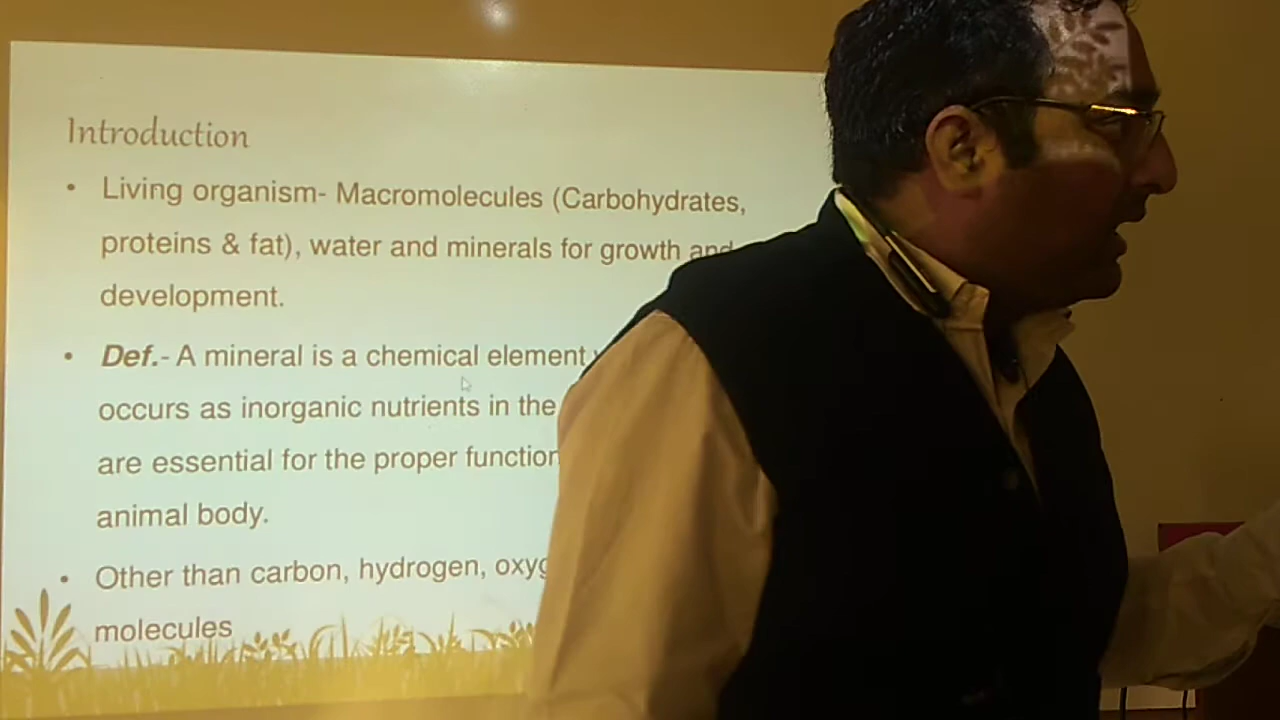 Introduction
• Living organism- Macromolecules (Carbohydrates,
proteins & fat), water and minerals for growth and
development.
• Def.- A mineral is a chemical element
occurs as inorganic nutrients in the
are essential for the proper function
animal body.
• Other than carbon, hydrogen,
molecules